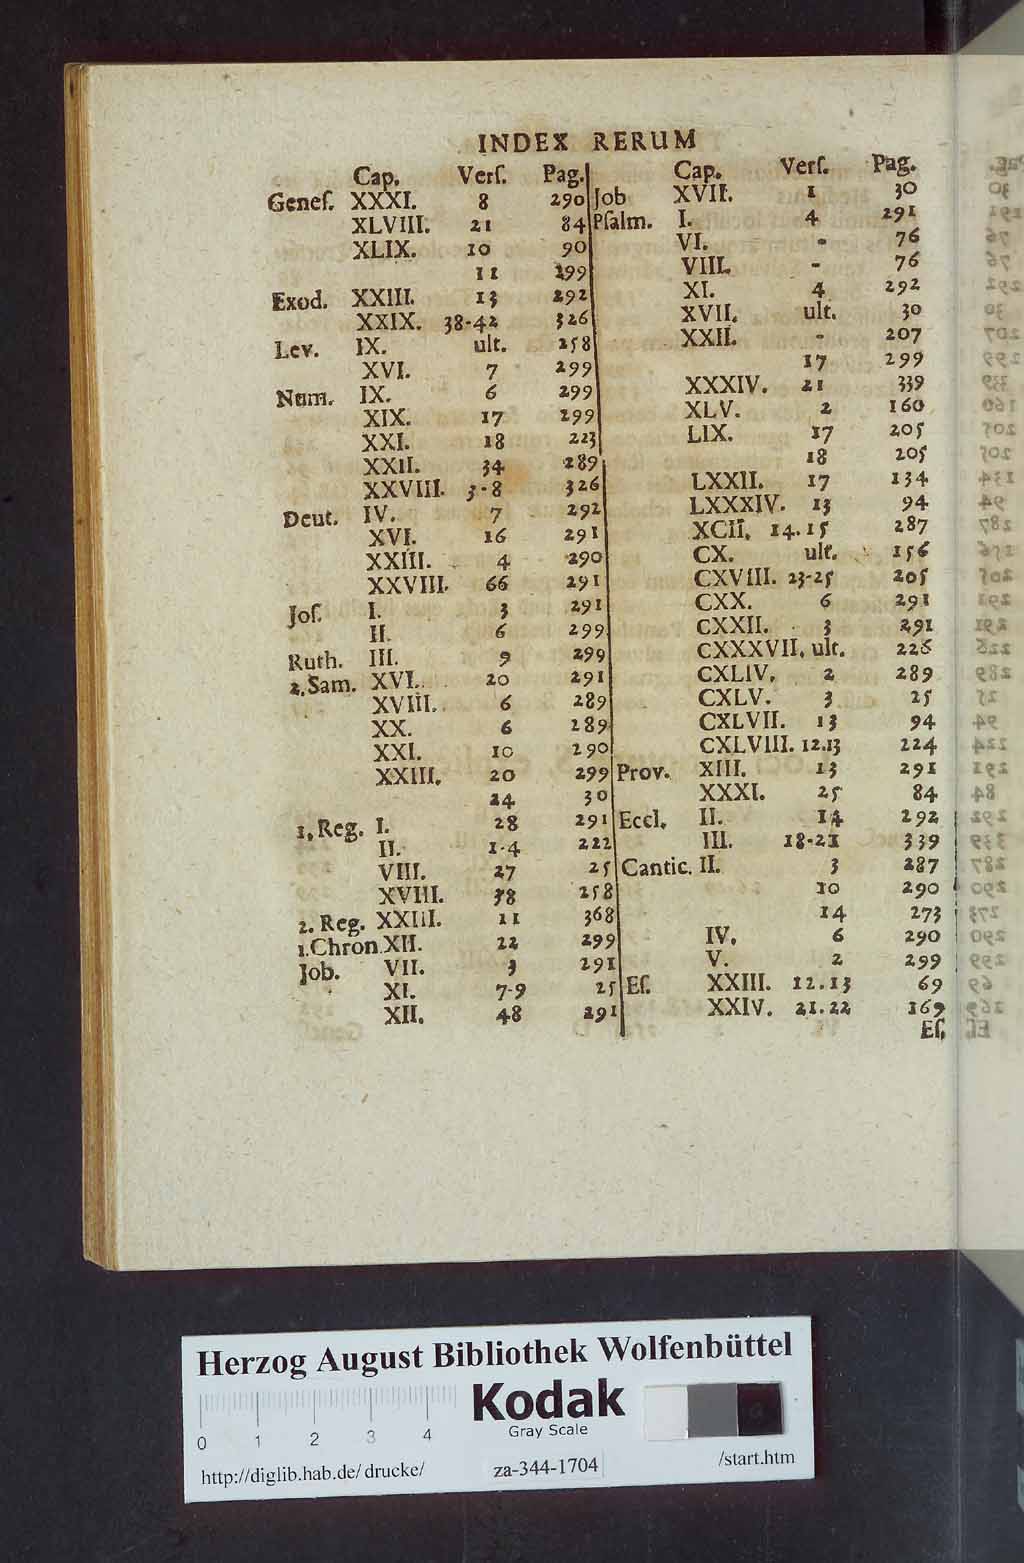 INDEX RERUM
Cap. Verſ. Pag.
Geneſ. XXXI. 8 290
XLVIII. 21 84
XLIX. 10 90
11 299
Exod. XXIII. 13 292
XXIX. 38-42 326
Lev. IX. ult. 258
XVI. 7 299
Num. IX. 6 299
XIX. 17 299
XXI. 18 223
XXII. 34 289
XXVIII. 3-8 326
Deut. IV. 7 292
XVI. 16 291
XXIII. 4 290
XXVIII. 66 291
Joſ. I. 3 291
II. 6 299
Ruth. III. 9 299
2. Sam. XVI. 20 291
XVIII. 6 289
XX. 6 289
XXI. 10 290
XXIII. 20 299
24 30
1. Reg. I. 28 291
II. 1-4 222
VIII. 27 25
XVIII. 38 258
2. Reg. XXIII. 11 368
1. Chron. XII. 22 299
Job. VII. 3 291
XI. 7-9 25
XII. 48 291
Cap. Verſ. Pag.
Job XVII. 1 30
Pſalm. I. 4 291
VI. - 76
VIII. - 76
XI. 4 292
XVII. ult. 30
XXII. - 207
17 299
XXXIV. 21 339
XLV. 2 160
LIX. 17 205
18 205
LXXII. 17 134
LXXXIV. 13 94
XCII. 14.15 287
CX. ult. 156
CXVIII. 23-25 205
CXX. 6 291
CXXII. 3 291
CXXXVII. ult. 226
CXLIV. 2 289
CXLV. 3 25
CXLVII. 13 94
CXLVIII. 12.13 224
Prov. XIII. 13 291
XXXI. 25 84
Eccl. II. 14 292
III. 18-21 339
Cantic. II. 3 287
10 290
14 273
IV. 6 290
V. 2 299
Eſ. XXIII. 12.13 69
XXIV. 21.22 169
Eſ.
Herzog August Bibliothek Wolfenbüttel
Kodak
Gray Scale
0 1 2 3 4
http://diglib.hab.de/drucke/ za-344-1704 /start.htm